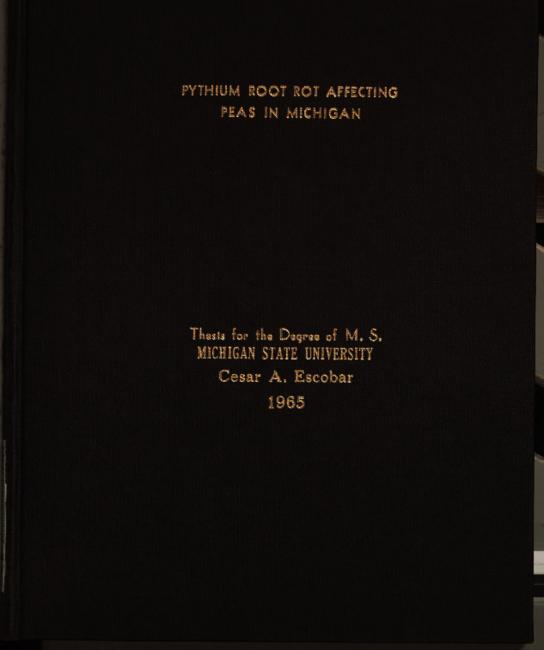 PYTHIUM ROOT ROT AFFECTING
PEAS IN MICHIGAN
Thesis for the Degree of M. S.
MICHIGAN STATE UNIVERSITY
Cesar A. Escobar
1965